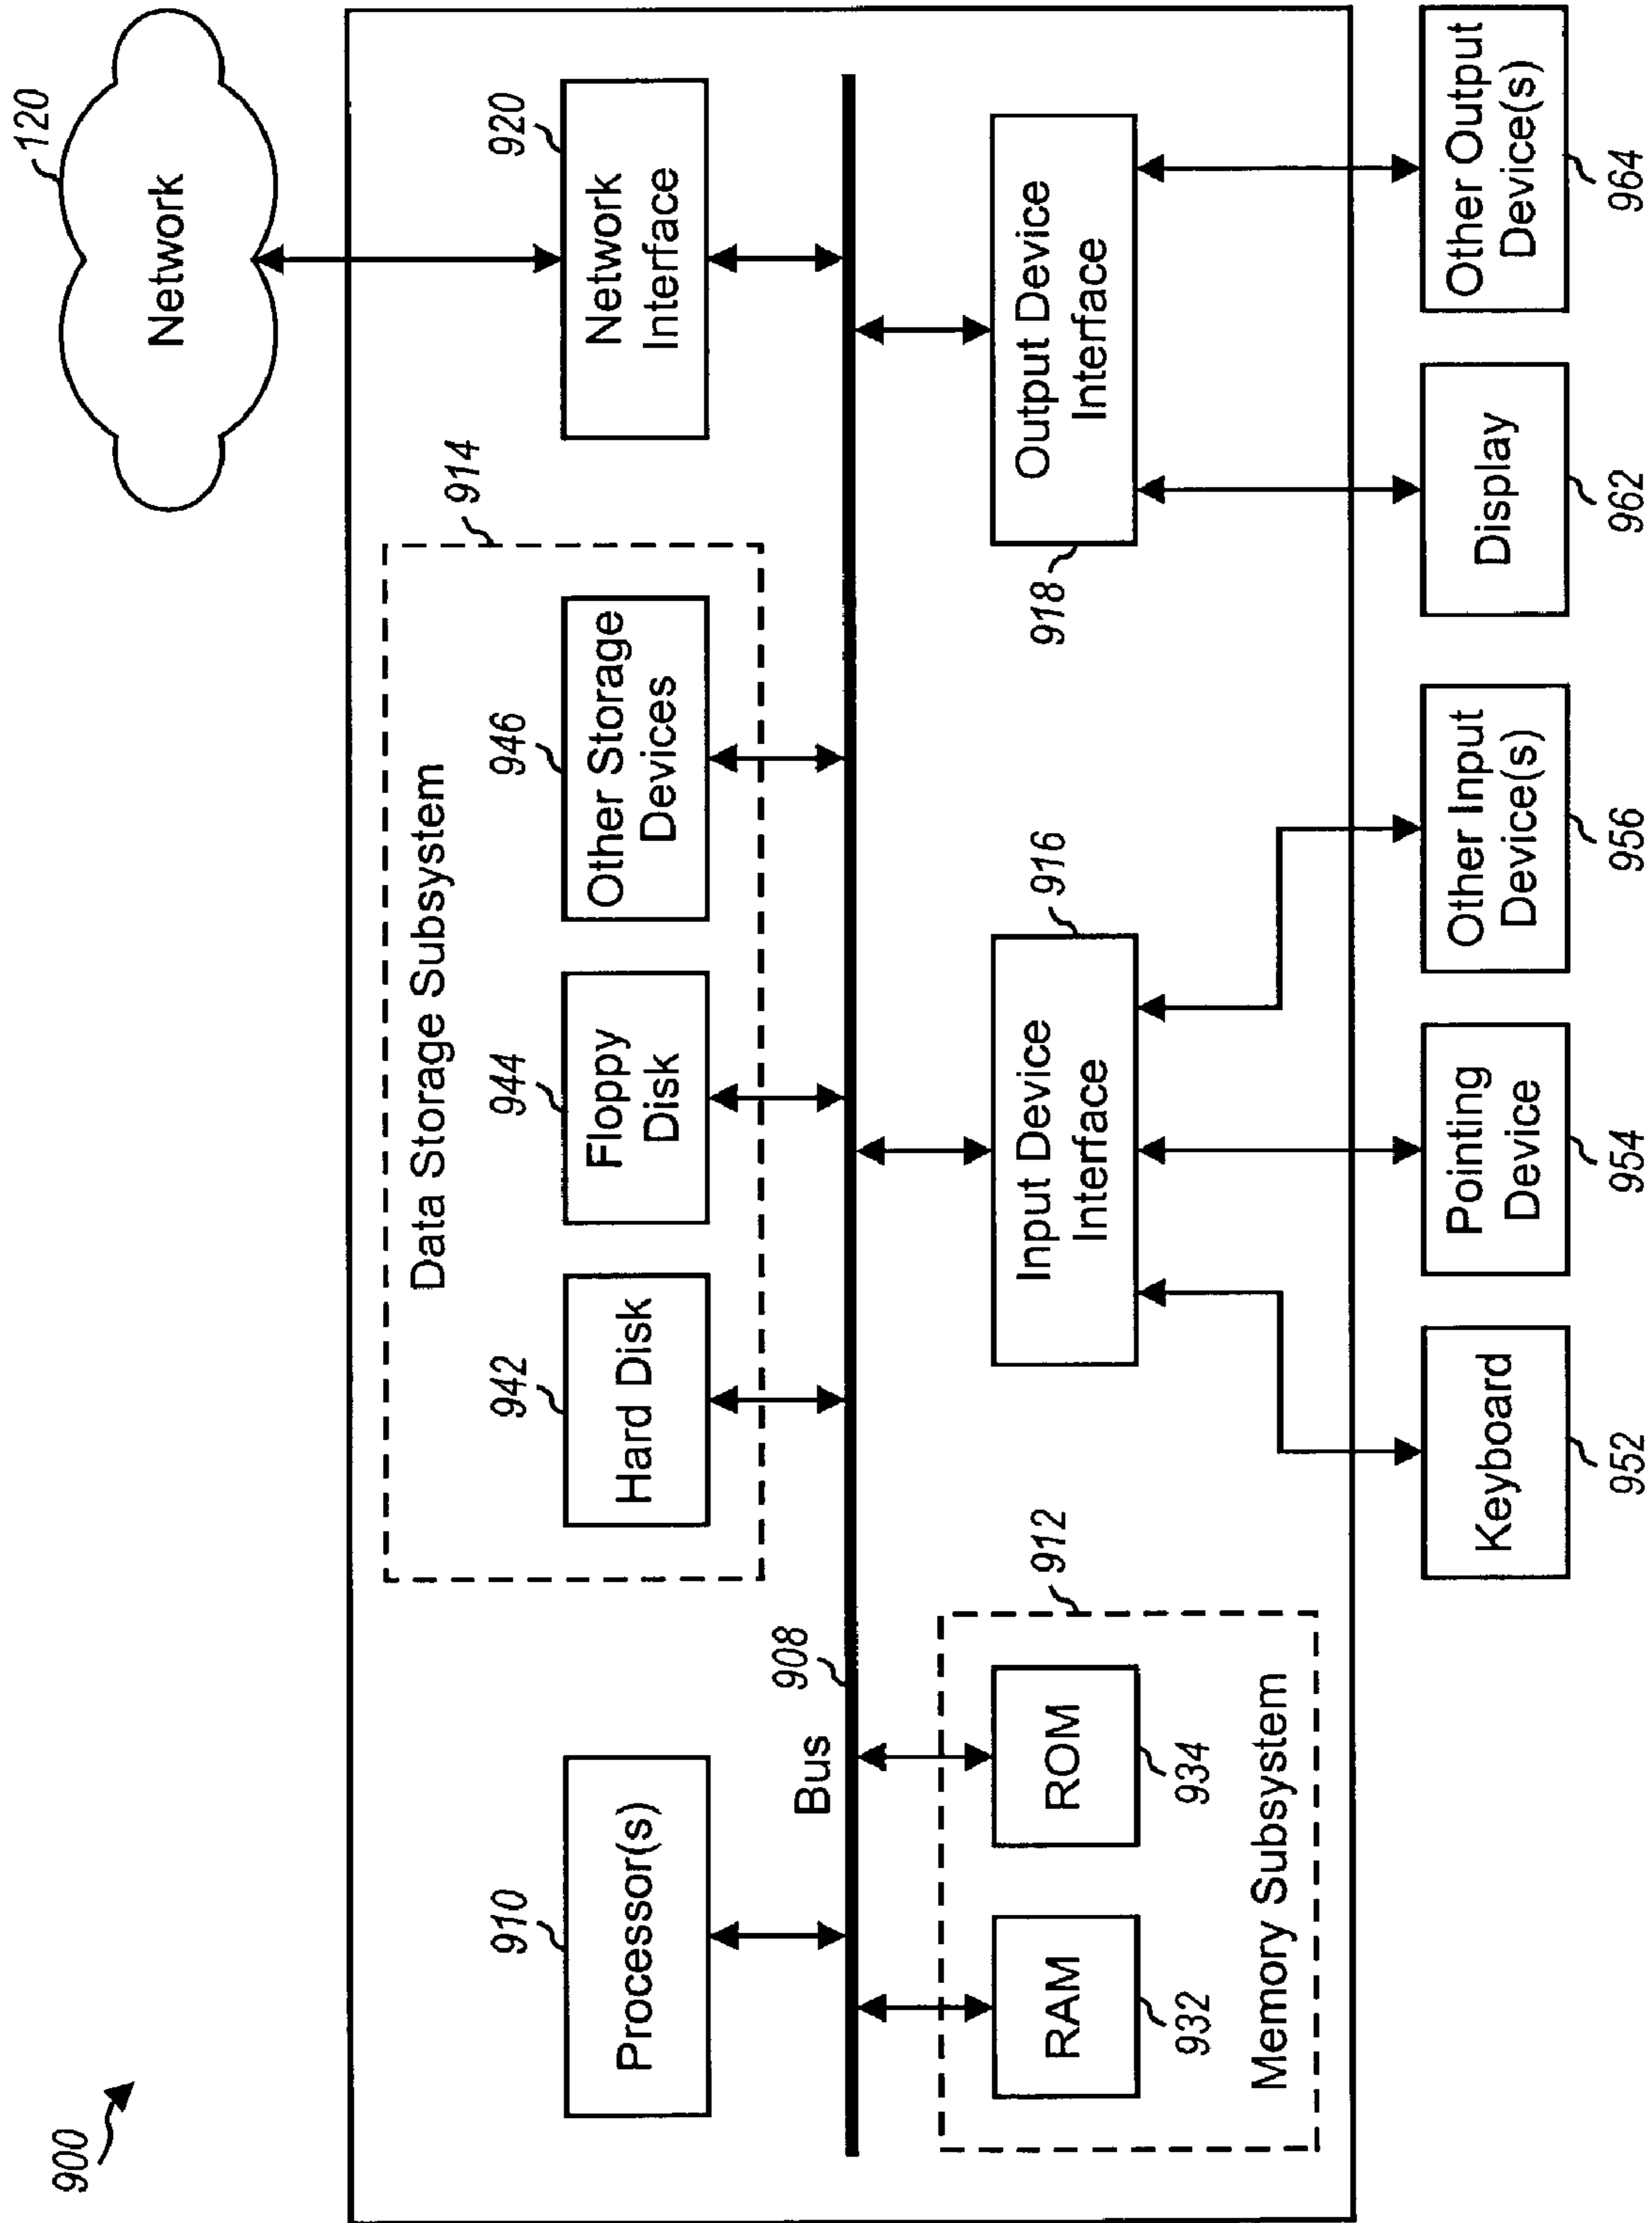 900
120
Network
914
Data Storage Subsystem
910
942
944
946
920
Processor(s)
Hard Disk
Floppy
Disk
Other Storage
Devices
Network
Interface
Bus
908
912
916
918
RAM
ROM
Input Device
Interface
Output Device
Interface
932
934
Memory Subsystem
Keyboard
Pointing
Device
Other Input
Device(s)
Display
Other Output
Device(s)
952
954
956
962
964